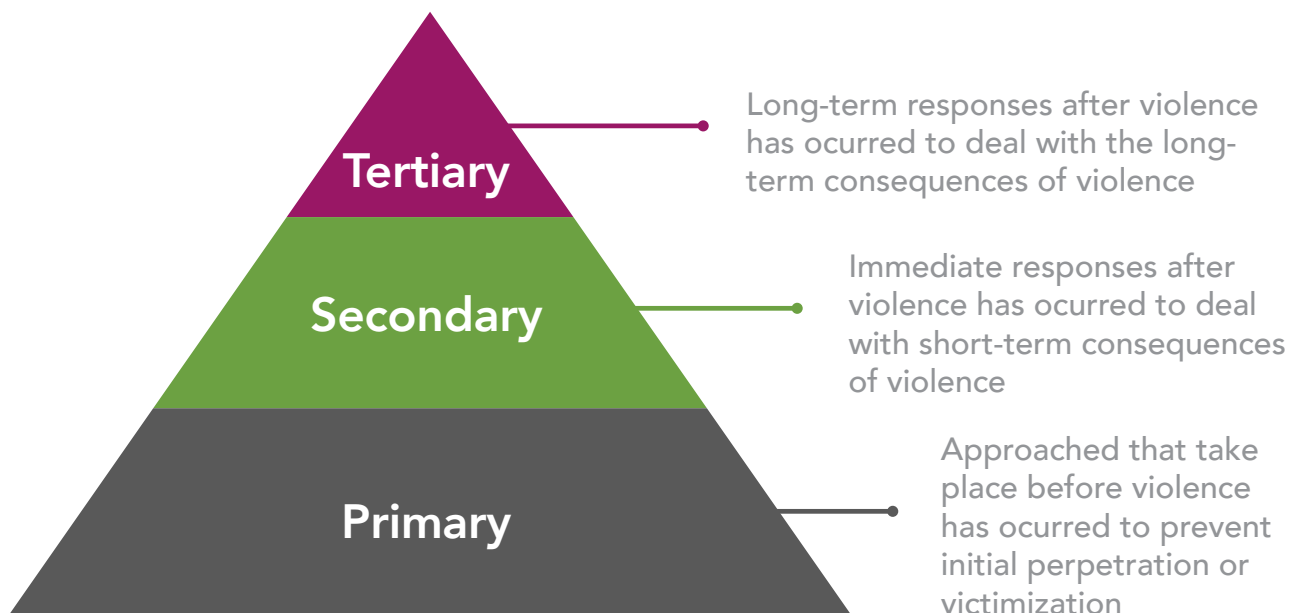 Tertiary
Long-term responses after violence
has ocurred to deal with the long-
term consequences of violence
Secondary
Immediate responses after
violence has ocurred to deal
with short-term consequences
of violence
Primary
Approached that take
place before violence
has ocurred to prevent
initial perpetration or
victimization